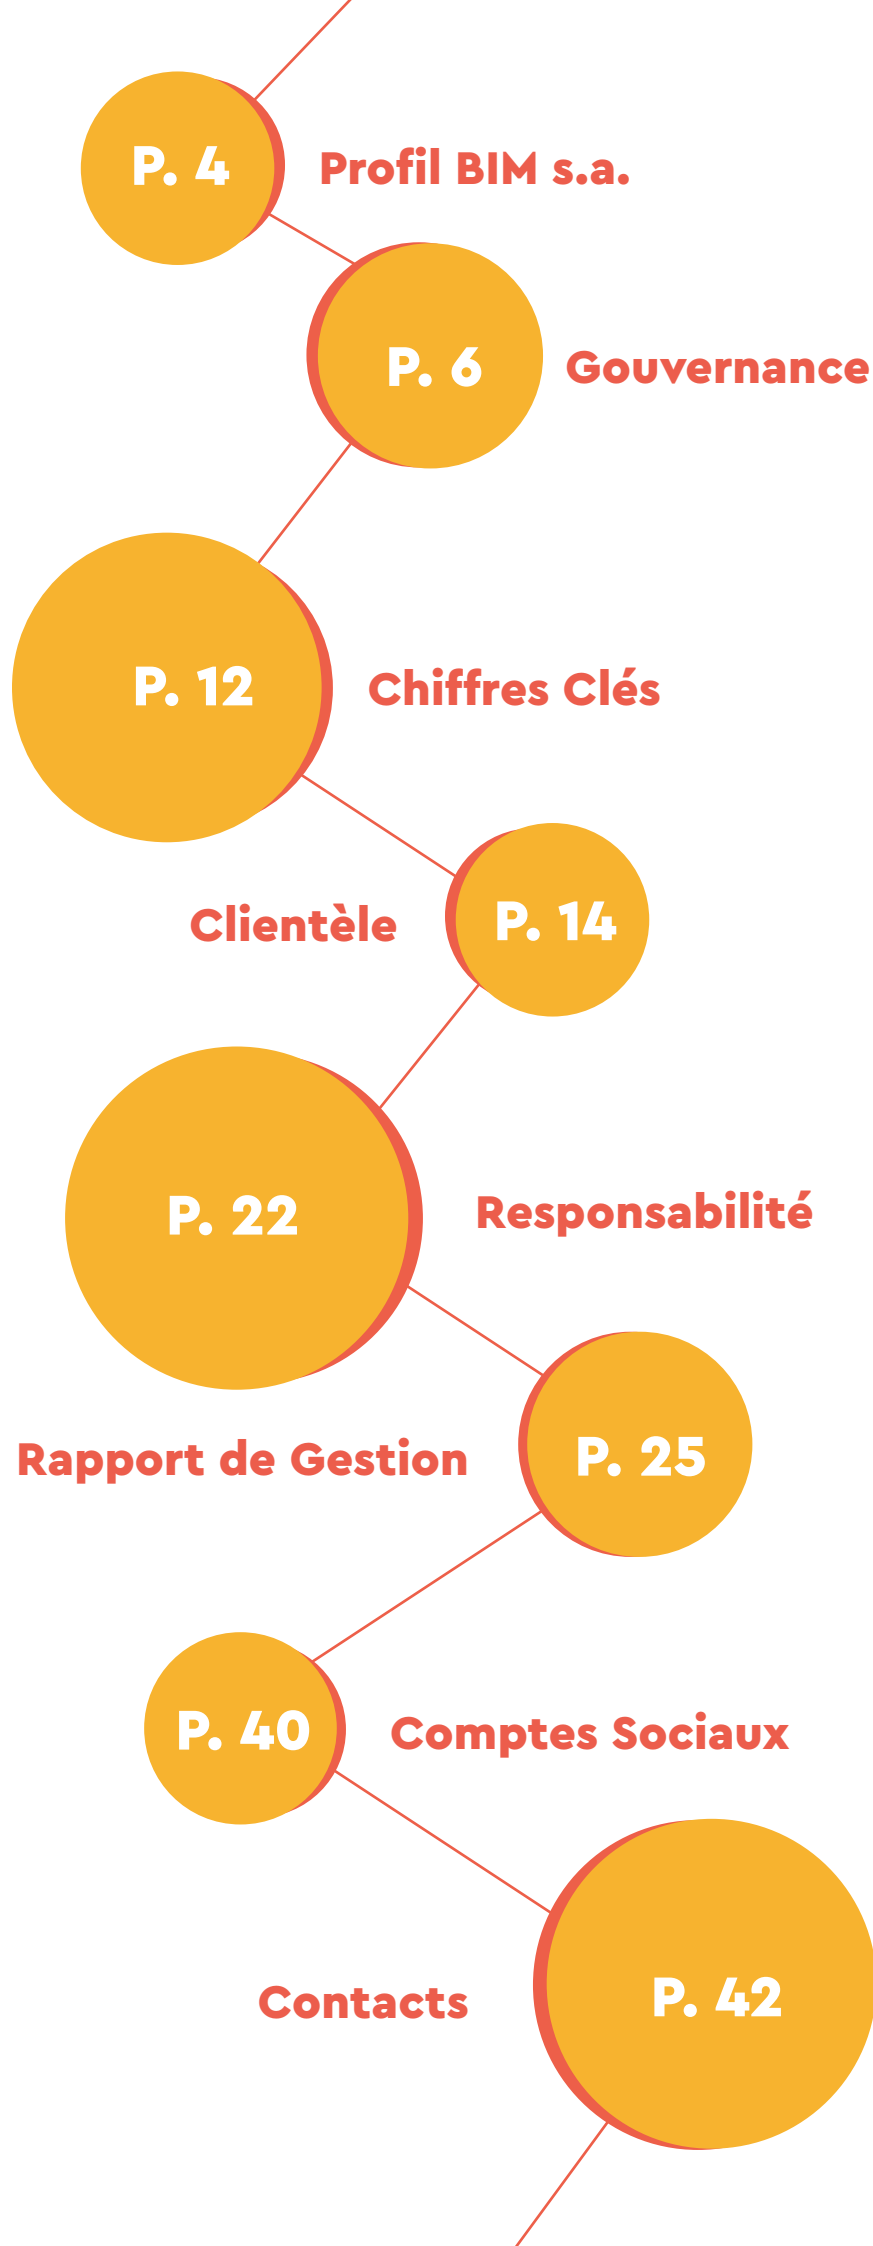 P. 4
Profil BIM s.a.
P. 6
Gouvernance
P. 12
Chiffres Clés
Clientèle
P. 14
P. 22
Responsabilité
Rapport de Gestion
P. 25
P. 40
Comptes Sociaux
Contacts
P. 42